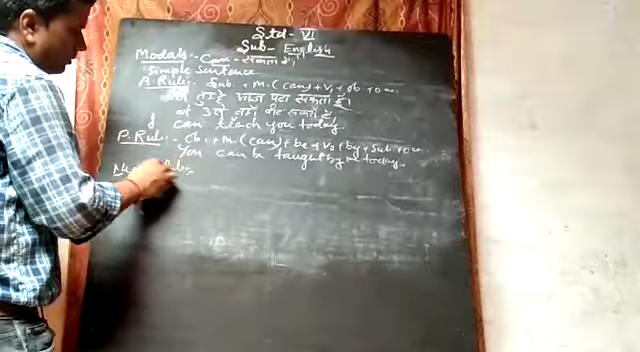 Std - VI
Sub - English
Modals :- Can - सकता है।
Simple Sentence
A. Rule :- Sub. + M. (can) + V₁ + ob + o.w.
मैं तुम्हें आज पढ़ा सकता हूँ।
I can teach you today.
P. Rule :- Ob. + M. (can) + be + V₃ + by + Sub + o.w
You can be taught by me today.